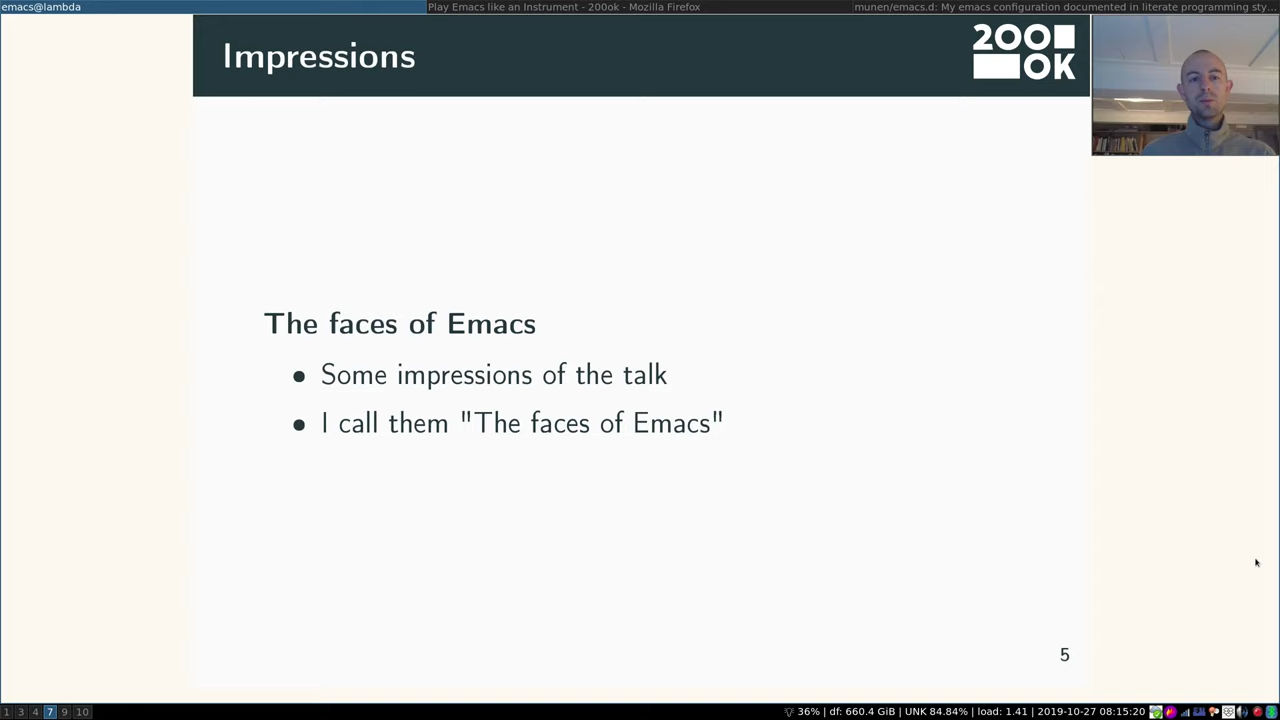 emacs@lambda
Play Emacs like an Instrument - 200ok - Mozilla Firefox
munen/emacs.d: My emacs configuration documented in literate programming sty...
Impressions
200
OK
The faces of Emacs
• Some impressions of the talk
• I call them "The faces of Emacs"
5
1 3 4 7 9 10
36% | df: 660.4 GiB | UNK 84.84% | load: 1.41 | 2019-10-27 08:15:20